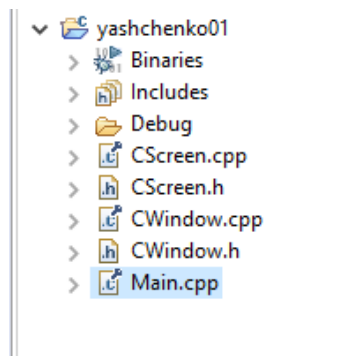 yashchenko01
Binaries
Includes
Debug
CScreen.cpp
CScreen.h
CWindow.cpp
CWindow.h
Main.cpp